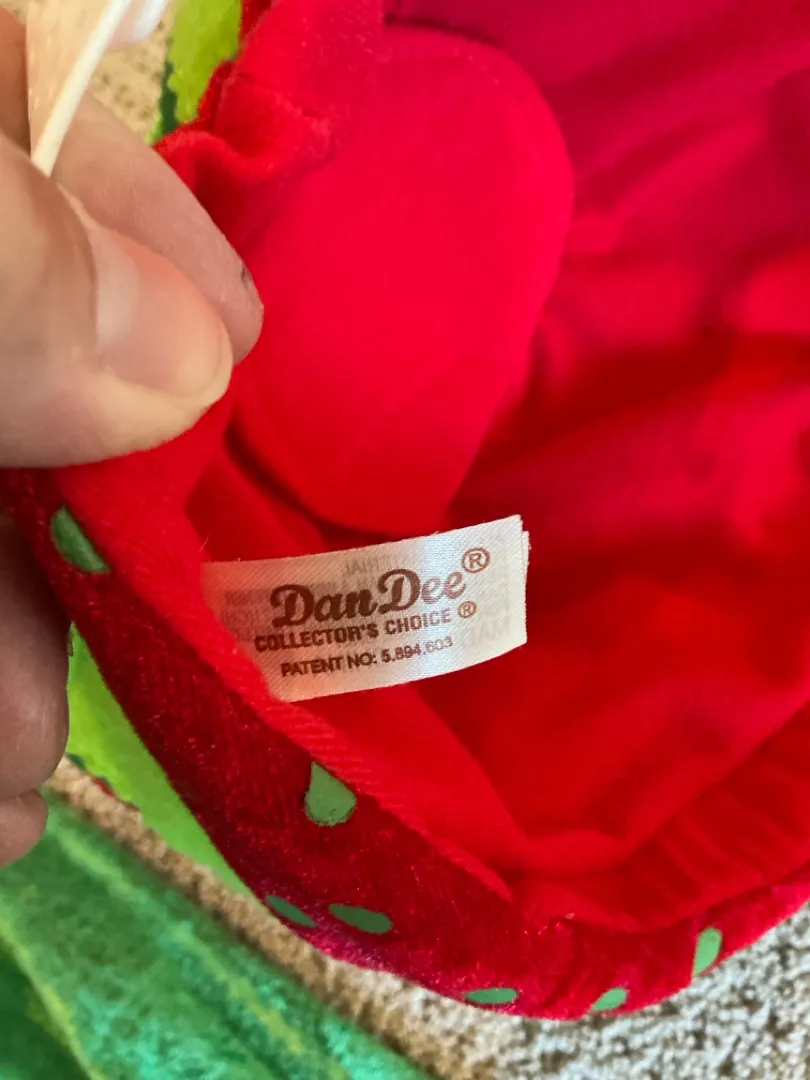 DanDee®
COLLECTOR'S CHOICE ®
PATENT NO: 5,894,603